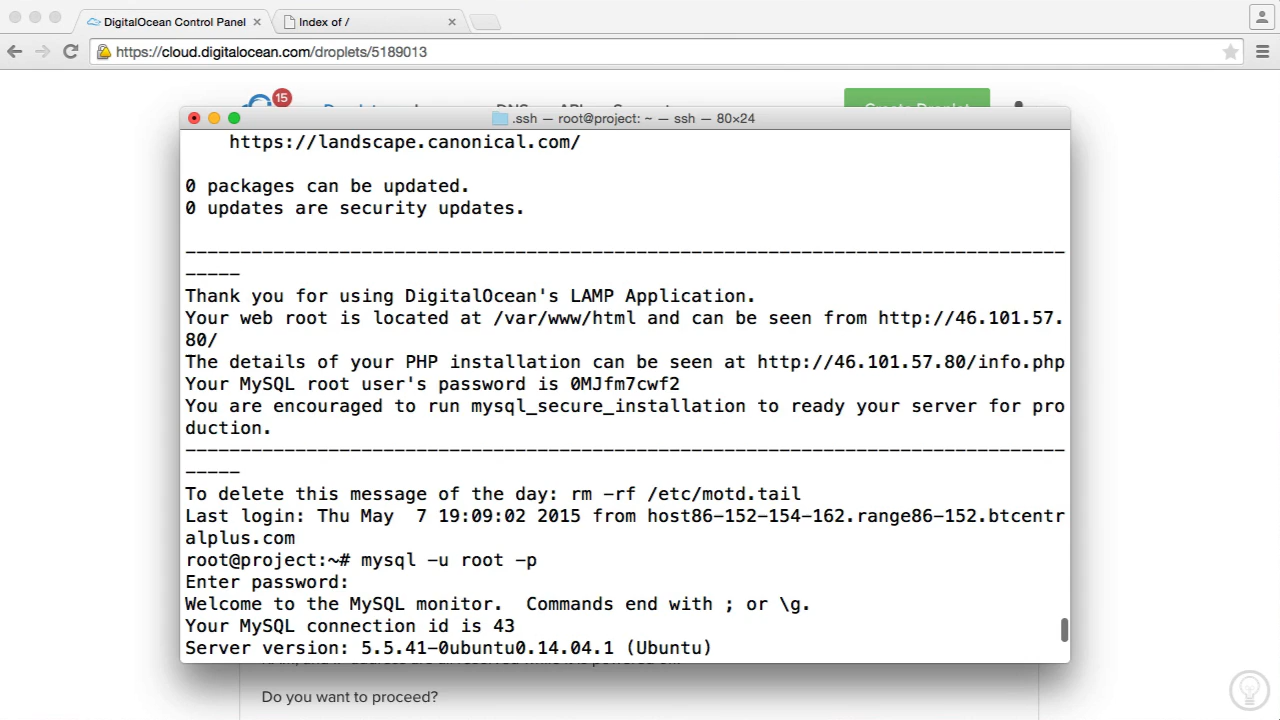 DigitalOcean Control Panel
Index of /
https://cloud.digitalocean.com/droplets/5189013
15
.ssh — root@project: ~ — ssh — 80×24
https://landscape.canonical.com/
0 packages can be updated.
0 updates are security updates.
--------------------------------------------------------------------------------
-----
Thank you for using DigitalOcean's LAMP Application.
Your web root is located at /var/www/html and can be seen from http://46.101.57.
80/
The details of your PHP installation can be seen at http://46.101.57.80/info.php
Your MySQL root user's password is 0MJfm7cwf2
You are encouraged to run mysql_secure_installation to ready your server for pro
duction.
--------------------------------------------------------------------------------
-----
To delete this message of the day: rm -rf /etc/motd.tail
Last login: Thu May  7 19:09:02 2015 from host86-152-154-162.range86-152.btcentr
alplus.com
root@project:~# mysql -u root -p
Enter password:
Welcome to the MySQL monitor.  Commands end with ; or \g.
Your MySQL connection id is 43
Server version: 5.5.41-0ubuntu0.14.04.1 (Ubuntu)
Do you want to proceed?